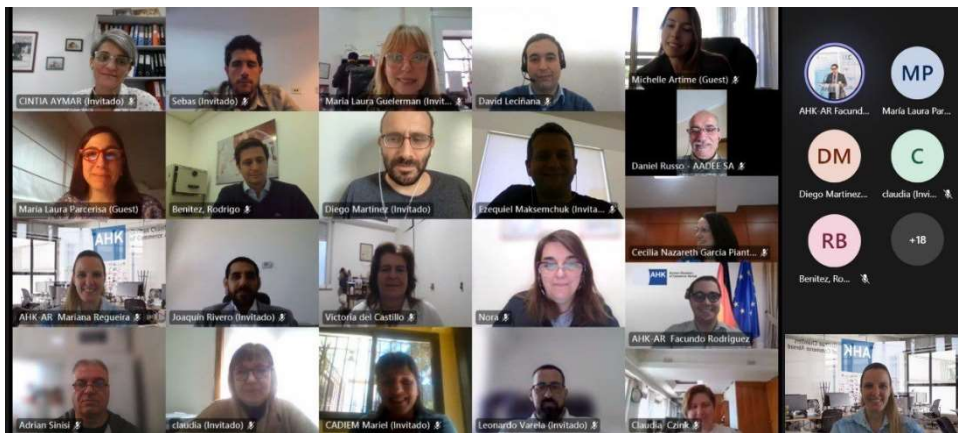 CINTIA AYMAR (Invitado)
Sebas (Invitado)
Maria Laura Guelerman (Invit...
David Leciñana
Michelle Artime (Guest)
AHK-AR Facund...
MP
María Laura Par...
Daniel Russo - AADEE SA
DM
Diego Martinez...
C
claudia (Invi...
María Laura Parcerisa (Guest)
Benitez, Rodrigo
Diego Martinez (Invitado)
Ezequiel Maksemchuk (Invita...
Cecilia Nazareth Garcia Piant...
RB
Benitez, Ro...
+18
AHK
AHK-AR Mariana Regueira
Joaquín Rivero (Invitado)
Victoria del Castillo
Nora
AHK
AHK-AR Facundo Rodriguez
Adrian Sinisi
claudia (Invitado)
CADIEM Mariel (Invitado)
Leonardo Varela (Invitado)
Claudia Czink
AHK